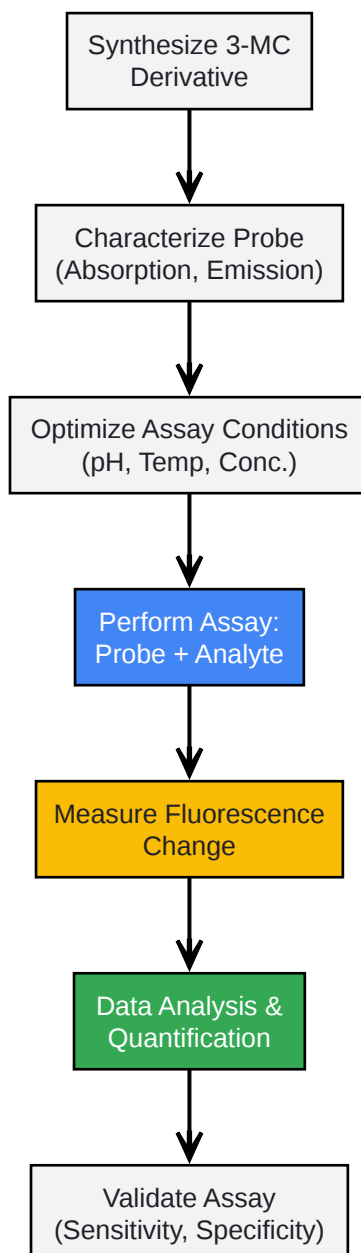 Synthesize 3-MC
Derivative
Characterize Probe
(Absorption, Emission)
Optimize Assay Conditions
(pH, Temp, Conc.)
Perform Assay:
Probe + Analyte
Measure Fluorescence
Change
Data Analysis &
Quantification
Validate Assay
(Sensitivity, Specificity)